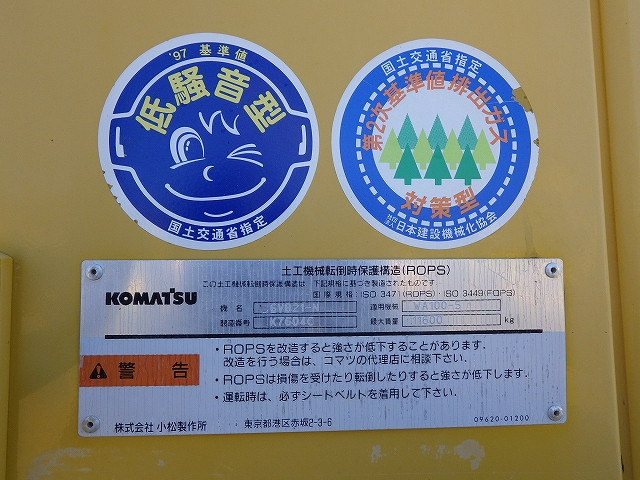 '97 基準値
低騒音型
国土交通省指定
国土交通省指定
第2次基準値排出ガス
対策型
社団法人 日本建設機械化協会
KOMATSU
土工機械転倒時保護構造(ROPS)
この土工機械転倒時保護構造は 下記規格に基づき製造されたものです
国際規格:ISO 3471(ROPS)・ISO 3449(FOPS)
機名
適用機械
製造番号
最大質量 kg
警告
・ROPSを改造すると強さが低下することがあります.
改造を行う場合は、コマツの代理店に相談下さい.
・ROPSは損傷を受けたり転倒したりすると強さが低下します.
・運転時は、必ずシートベルトを着用して下さい.
株式会社 小松製作所 東京都港区赤坂2-3-6
09620-01200